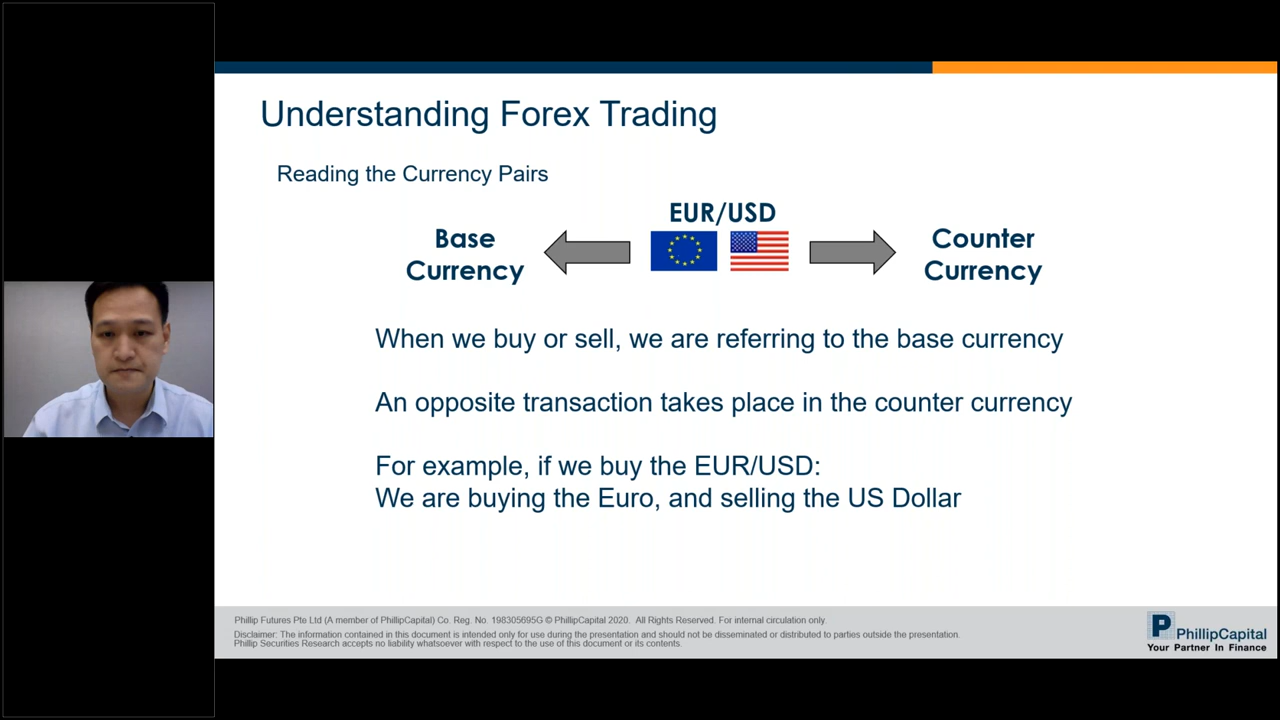 Understanding Forex Trading
Reading the Currency Pairs
EUR/USD
Base
Currency
Counter
Currency
When we buy or sell, we are referring to the base currency
An opposite transaction takes place in the counter currency
For example, if we buy the EUR/USD:
We are buying the Euro, and selling the US Dollar
Phillip Futures Pte Ltd (A member of PhillipCapital) Co. Reg. No. 198305695G © PhillipCapital 2020. All Rights Reserved. For internal circulation only.
Disclaimer: The information contained in this document is intended only for use during the presentation and should not be disseminated or distributed to parties outside the presentation.
Phillip Securities Research accepts no liability whatsoever with respect to the use of this document or its contents.
P
PhillipCapital
Your Partner In Finance